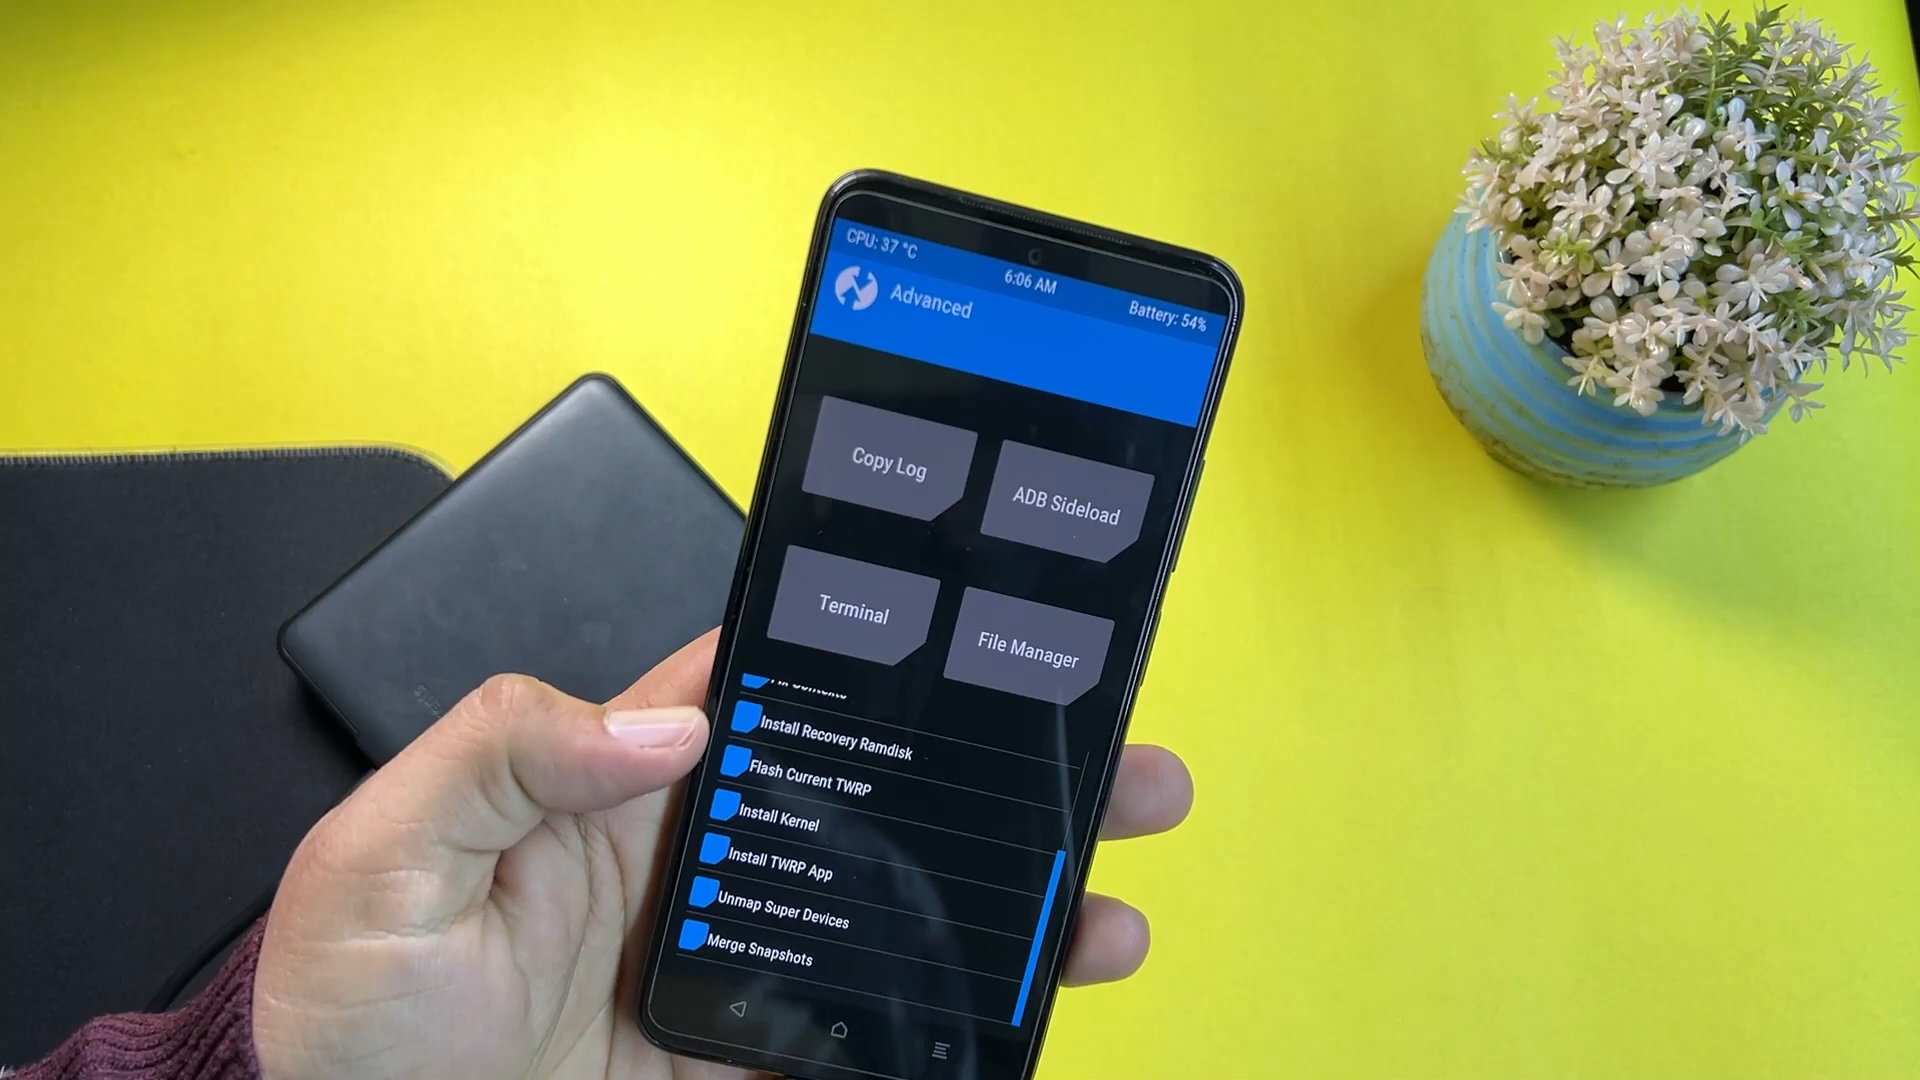 CPU: 37 °C
6:06 AM
Battery: 54%
Advanced
Copy Log
ADB Sideload
Terminal
File Manager
Install Recovery Ramdisk
Flash Current TWRP
Install Kernel
Install TWRP App
Unmap Super Devices
Merge Snapshots